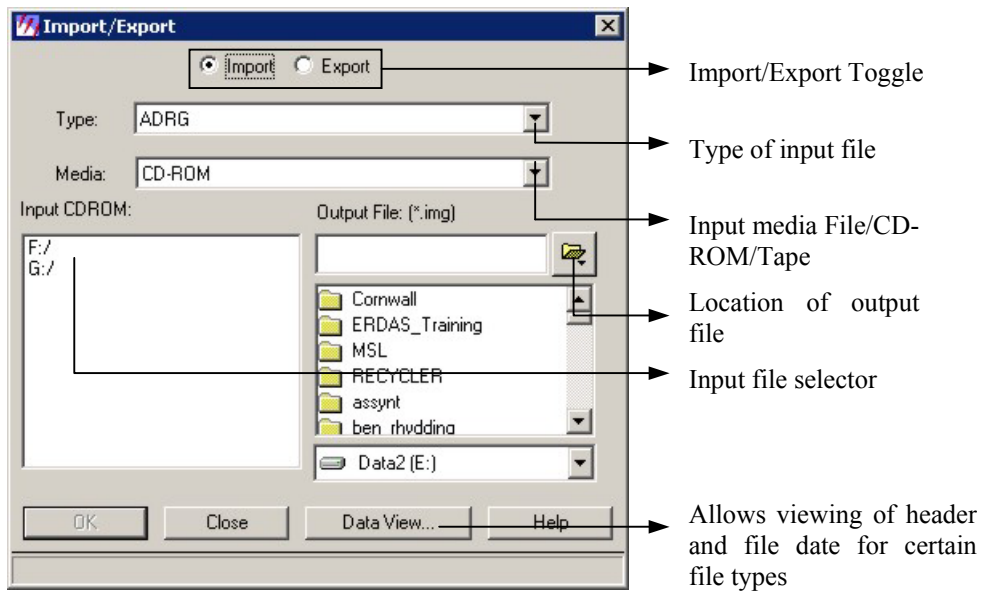 Import/Export
Import Export
Import/Export Toggle
Type: ADRG
Type of input file
Media: CD-ROM
Input media File/CD-
ROM/Tape
Input CDROM:
Output File: (*.img)
F:/
G:/
Location of output
file
Cornwall
ERDAS_Training
MSL
RECYCLER
assynt
ben_rhydding
Input file selector
Data2 (E:)
OK Close Data View... Help
Allows viewing of header
and file date for certain
file types